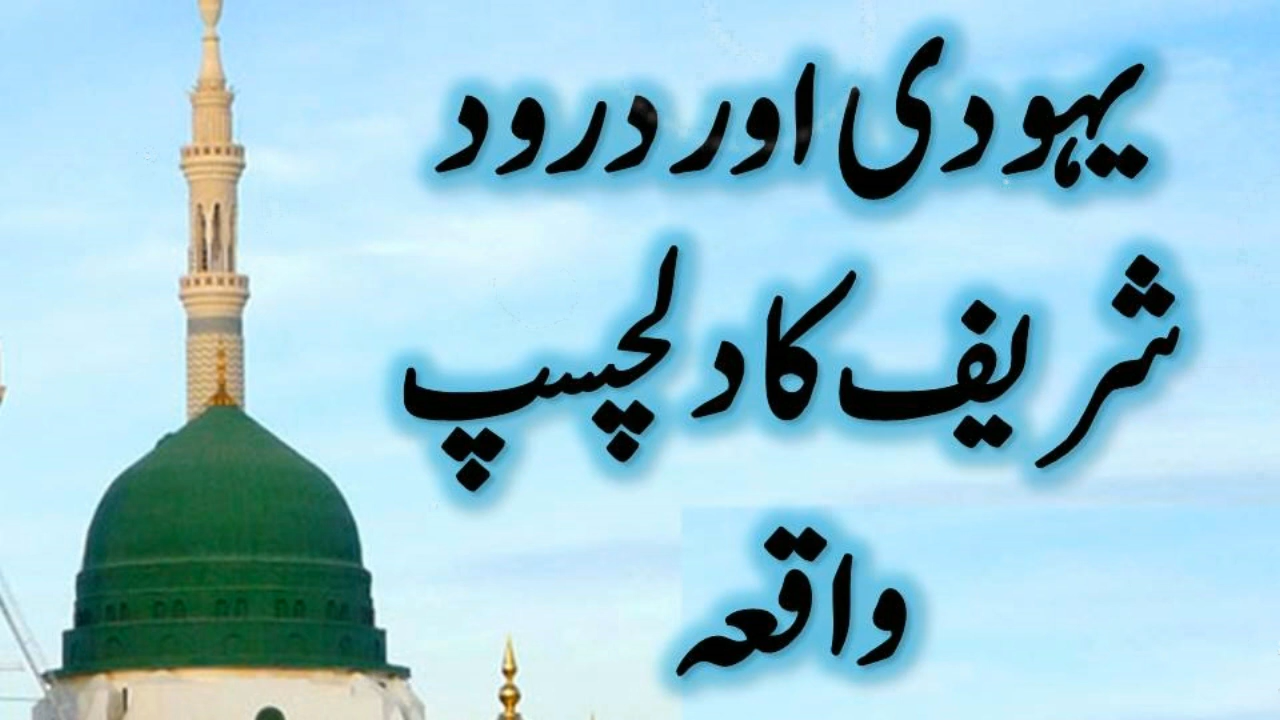 یہودی اور درود
شریف کا دلچسپ
واقعہ